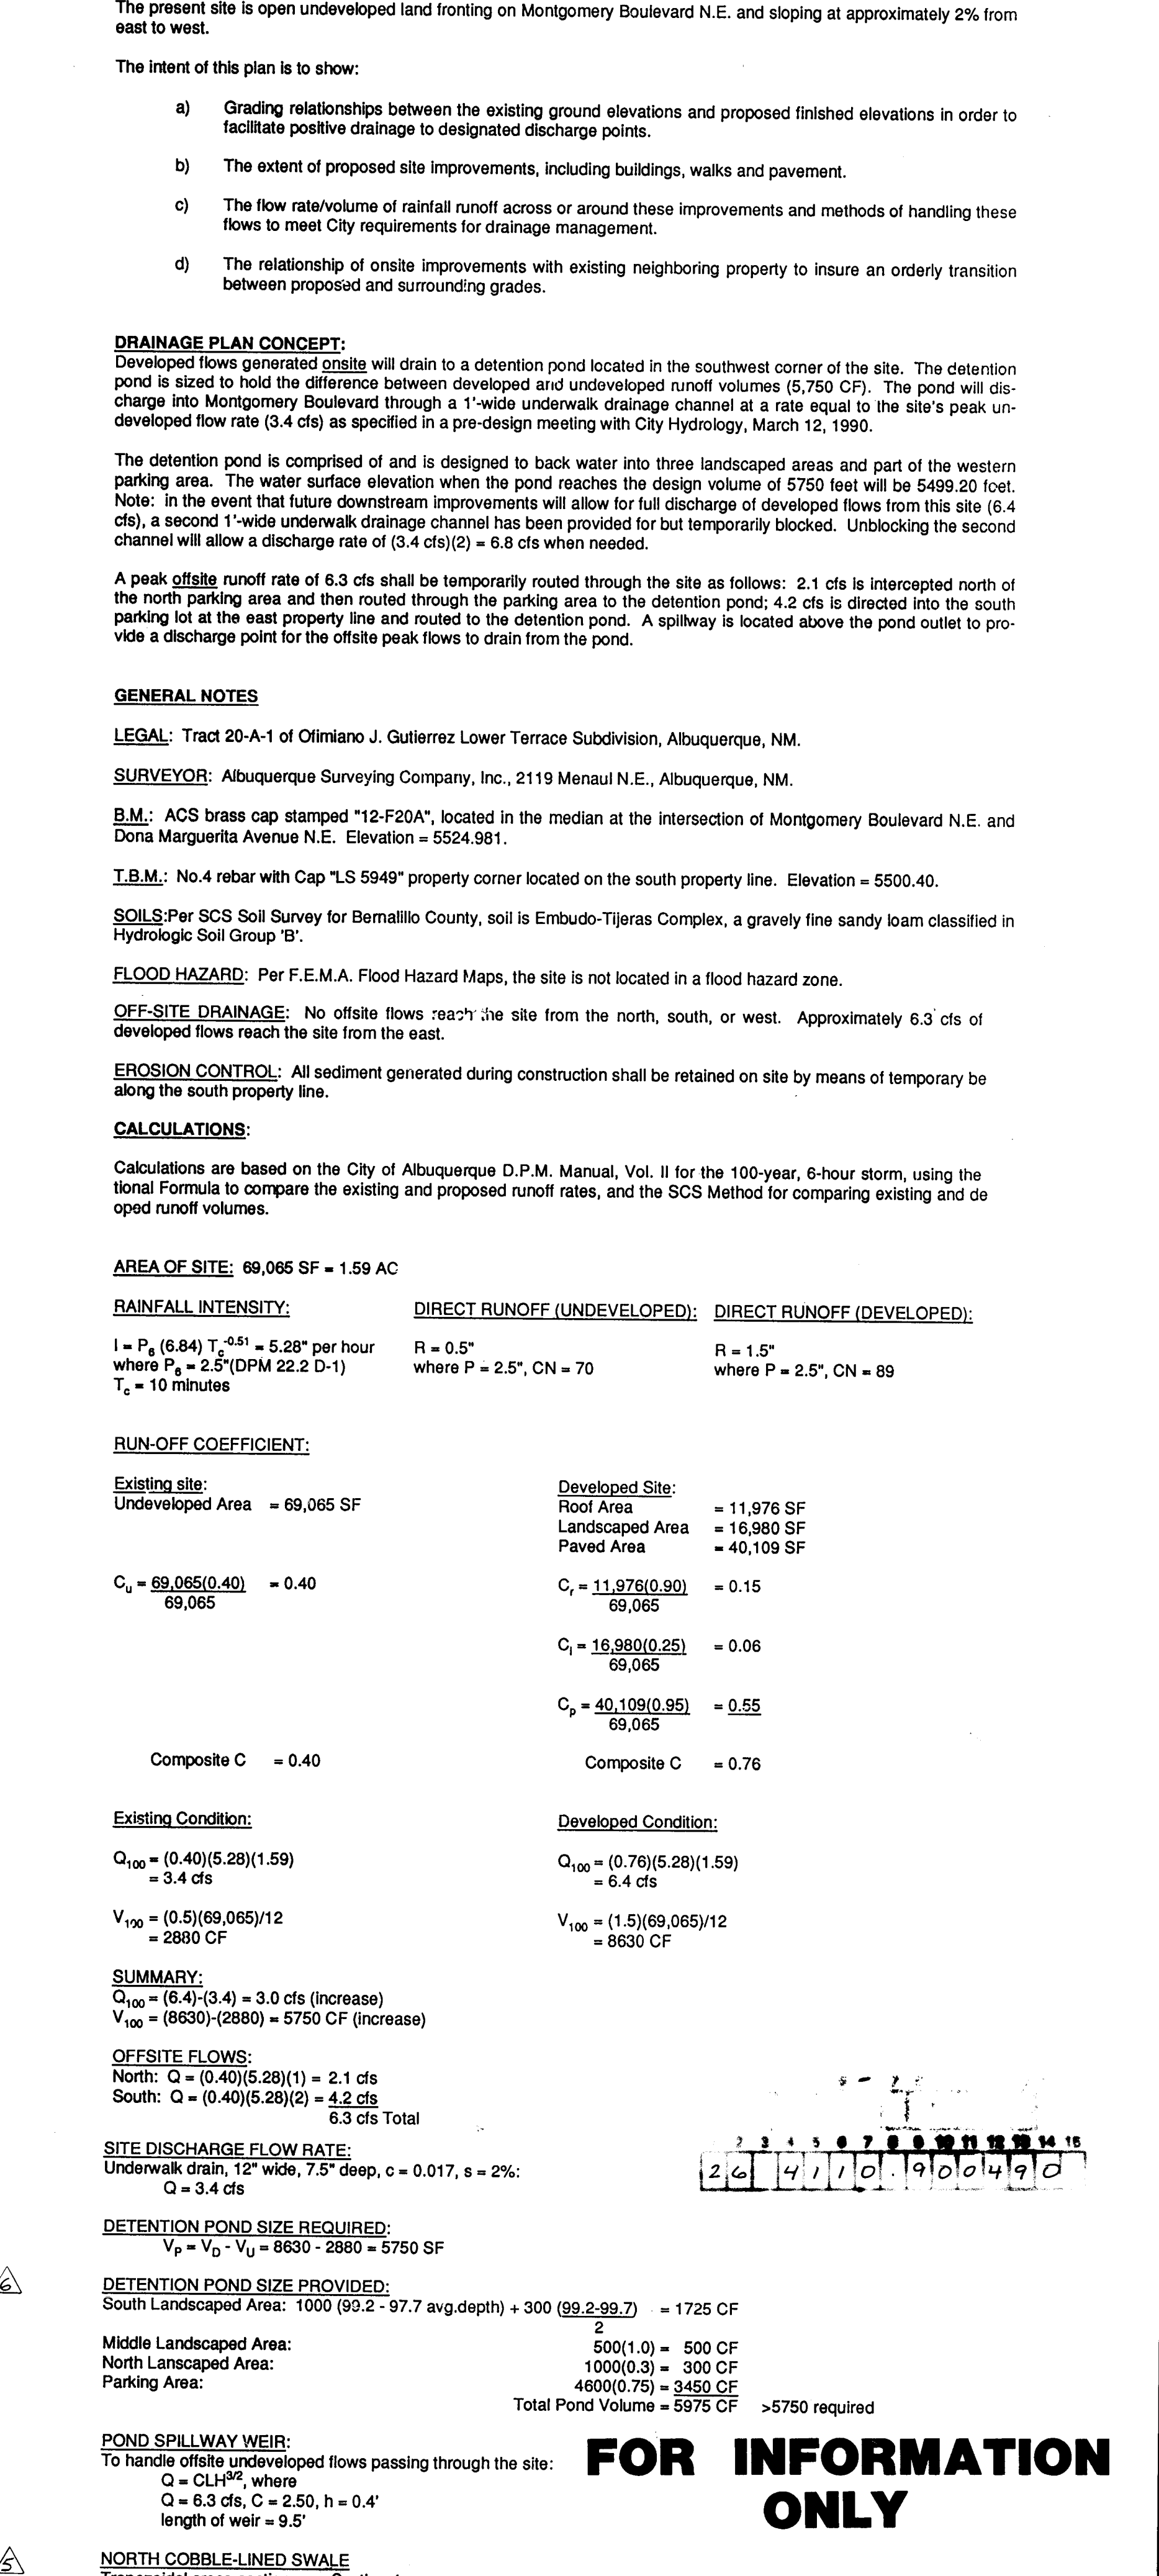 The present site is open undeveloped land fronting on Montgomery Boulevard N.E. and sloping at approximately 2% from
east to west.
The intent of this plan is to show:
a) Grading relationships between the existing ground elevations and proposed finished elevations in order to
facilitate positive drainage to designated discharge points.
b) The extent of proposed site improvements, including buildings, walks and pavement.
c) The flow rate/volume of rainfall runoff across or around these improvements and methods of handling these
flows to meet City requirements for drainage management.
d) The relationship of onsite improvements with existing neighboring property to insure an orderly transition
between proposed and surrounding grades.
DRAINAGE PLAN CONCEPT:
Developed flows generated onsite will drain to a detention pond located in the southwest corner of the site. The detention
pond is sized to hold the difference between developed and undeveloped runoff volumes (5,750 CF). The pond will dis-
charge into Montgomery Boulevard through a 1'-wide underwalk drainage channel at a rate equal to the site's peak un-
developed flow rate (3.4 cfs) as specified in a pre-design meeting with City Hydrology, March 12, 1990.
The detention pond is comprised of and is designed to back water into three landscaped areas and part of the western
parking area. The water surface elevation when the pond reaches the design volume of 5750 feet will be 5499.20 feet.
Note: in the event that future downstream improvements will allow for full discharge of developed flows from this site (6.4
cfs), a second 1'-wide underwalk drainage channel has been provided for but temporarily blocked. Unblocking the second
channel will allow a discharge rate of (3.4 cfs)(2) = 6.8 cfs when needed.
A peak offsite runoff rate of 6.3 cfs shall be temporarily routed through the site as follows: 2.1 cfs is intercepted north of
the north parking area and then routed through the parking area to the detention pond; 4.2 cfs is directed into the south
parking lot at the east property line and routed to the detention pond. A spillway is located above the pond outlet to pro-
vide a discharge point for the offsite peak flows to drain from the pond.
GENERAL NOTES
LEGAL: Tract 20-A-1 of Ofimiano J. Gutierrez Lower Terrace Subdivision, Albuquerque, NM.
SURVEYOR: Albuquerque Surveying Company, Inc., 2119 Menaul N.E., Albuquerque, NM.
B.M.: ACS brass cap stamped "12-F20A", located in the median at the intersection of Montgomery Boulevard N.E. and
Dona Marguerita Avenue N.E. Elevation = 5524.981.
T.B.M.: No.4 rebar with Cap "LS 5949" property corner located on the south property line. Elevation = 5500.40.
SOILS:Per SCS Soil Survey for Bernalillo County, soil is Embudo-Tijeras Complex, a gravely fine sandy loam classified in
Hydrologic Soil Group 'B'.
FLOOD HAZARD: Per F.E.M.A. Flood Hazard Maps, the site is not located in a flood hazard zone.
OFF-SITE DRAINAGE: No offsite flows reach the site from the north, south, or west. Approximately 6.3 cfs of
developed flows reach the site from the east.
EROSION CONTROL: All sediment generated during construction shall be retained on site by means of temporary be
along the south property line.
CALCULATIONS:
Calculations are based on the City of Albuquerque D.P.M. Manual, Vol. II for the 100-year, 6-hour storm, using the
tional Formula to compare the existing and proposed runoff rates, and the SCS Method for comparing existing and de
oped runoff volumes.
AREA OF SITE: 69,065 SF = 1.59 AC
RAINFALL INTENSITY: DIRECT RUNOFF (UNDEVELOPED): DIRECT RUNOFF (DEVELOPED):
I = P6 (6.84) Tc^-0.51 = 5.28" per hour R = 0.5" R = 1.5"
where P6 = 2.5"(DPM 22.2 D-1) where P = 2.5", CN = 70 where P = 2.5", CN = 89
Tc = 10 minutes
RUN-OFF COEFFICIENT:
Existing site: Developed Site:
Undeveloped Area = 69,065 SF Roof Area = 11,976 SF
Landscaped Area = 16,980 SF
Paved Area = 40,109 SF
Cu = 69,065(0.40) = 0.40 Cr = 11,976(0.90) = 0.15
69,065 69,065
Cl = 16,980(0.25) = 0.06
69,065
Cp = 40,109(0.95) = 0.55
69,065
Composite C = 0.40 Composite C = 0.76
Existing Condition: Developed Condition:
Q100 = (0.40)(5.28)(1.59) Q100 = (0.76)(5.28)(1.59)
= 3.4 cfs = 6.4 cfs
V100 = (0.5)(69,065)/12 V100 = (1.5)(69,065)/12
= 2880 CF = 8630 CF
SUMMARY:
Q100 = (6.4)-(3.4) = 3.0 cfs (increase)
V100 = (8630)-(2880) = 5750 CF (increase)
OFFSITE FLOWS:
North: Q = (0.40)(5.28)(1) = 2.1 cfs
South: Q = (0.40)(5.28)(2) = 4.2 cfs
6.3 cfs Total
2 3 4 5 6 7 8 9 10 11 12 13 14 15
26 4110.900490
SITE DISCHARGE FLOW RATE:
Underwalk drain, 12" wide, 7.5" deep, c = 0.017, s = 2%:
Q = 3.4 cfs
DETENTION POND SIZE REQUIRED:
VP = VD - VU = 8630 - 2880 = 5750 SF
6
DETENTION POND SIZE PROVIDED:
South Landscaped Area: 1000 (99.2 - 97.7 avg.depth) + 300 (99.2-99.7) = 1725 CF
2
Middle Landscaped Area: 500(1.0) = 500 CF
North Lanscaped Area: 1000(0.3) = 300 CF
Parking Area: 4600(0.75) = 3450 CF
Total Pond Volume = 5975 CF >5750 required
POND SPILLWAY WEIR:
To handle offsite undeveloped flows passing through the site:
Q = CLH^3/2, where
Q = 6.3 cfs, C = 2.50, h = 0.4'
length of weir = 9.5'
FOR INFORMATION
ONLY
5
NORTH COBBLE-LINED SWALE